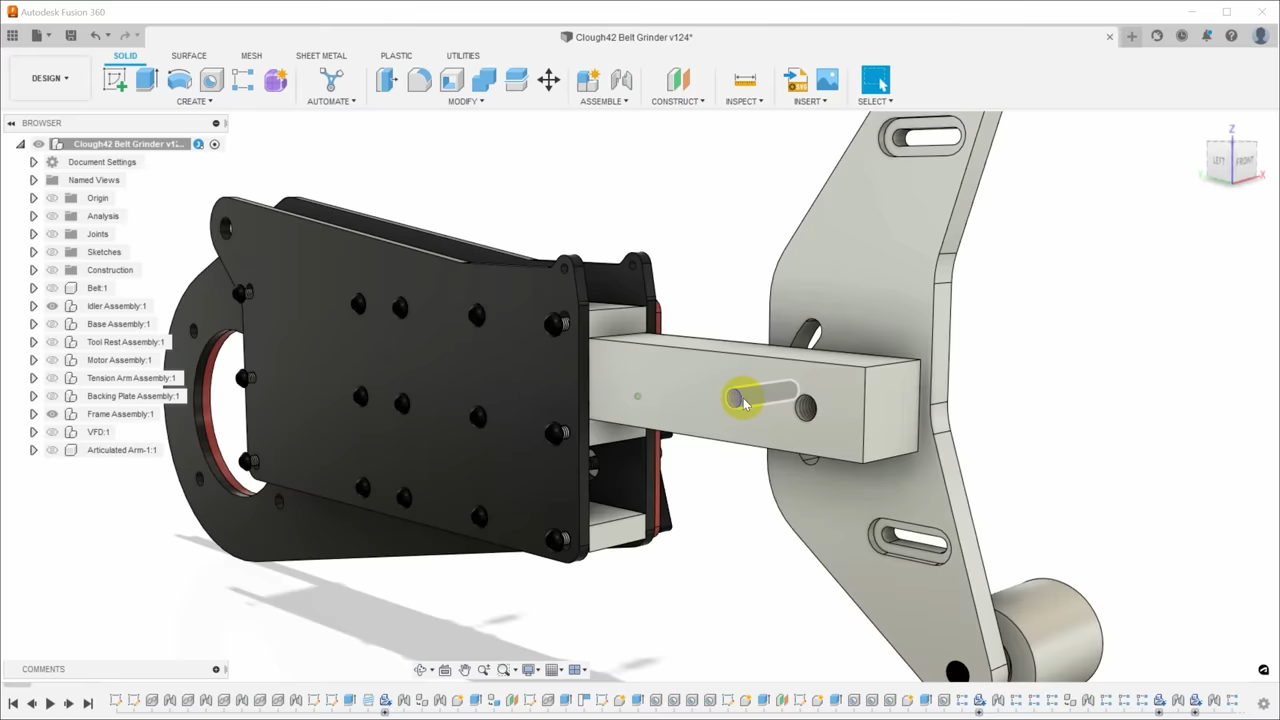 Autodesk Fusion 360
Clough42 Belt Grinder v124*
DESIGN
SOLID SURFACE MESH SHEET METAL PLASTIC UTILITIES
CREATE AUTOMATE MODIFY ASSEMBLE CONSTRUCT INSPECT INSERT SELECT
BROWSER
Clough42 Belt Grinder v12...
Document Settings
Named Views
Origin
Analysis
Joints
Sketches
Construction
Belt:1
Idler Assembly:1
Base Assembly:1
Tool Rest Assembly:1
Motor Assembly:1
Tension Arm Assembly:1
Backing Plate Assembly:1
Frame Assembly:1
VFD:1
Articulated Arm-1:1
Z
LEFT FRONT
X
COMMENTS